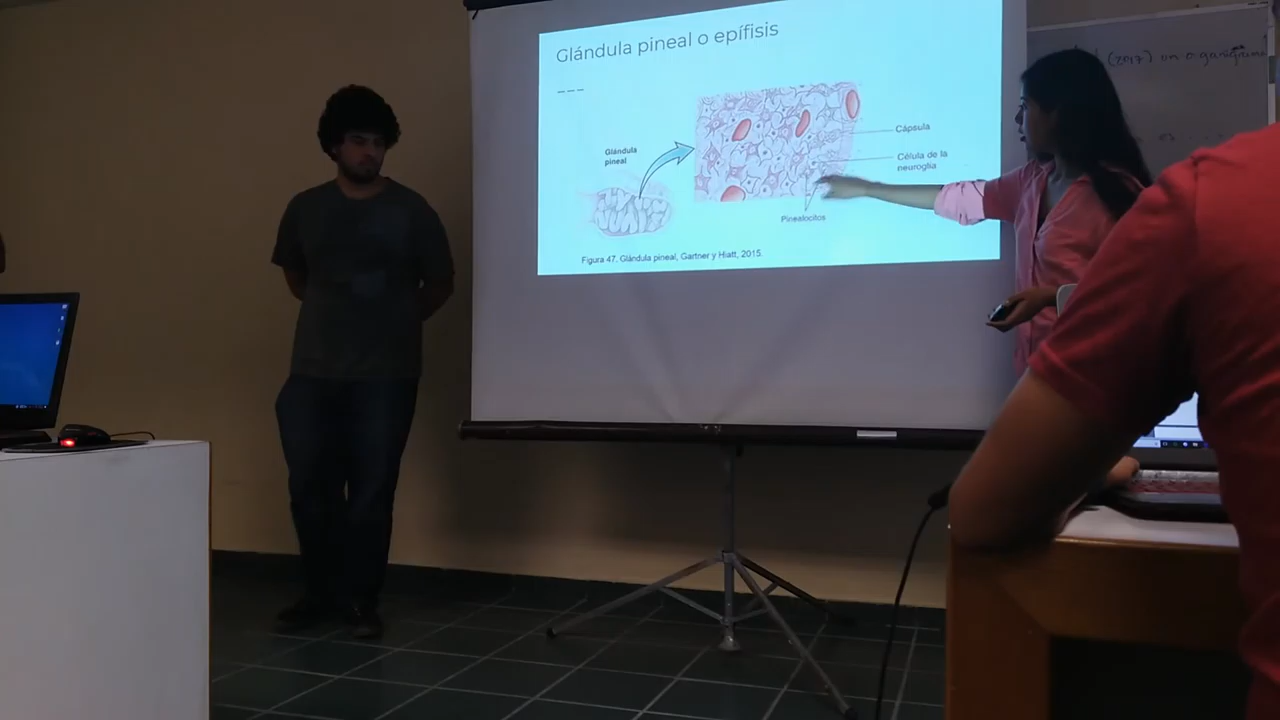 Glándula pineal o epífisis
Glándula
pineal
Cápsula
Célula de la
neuroglia
Pinealocitos
Figura 47. Glándula pineal, Gartner y Hiatt, 2015.
(2017) en organigrama